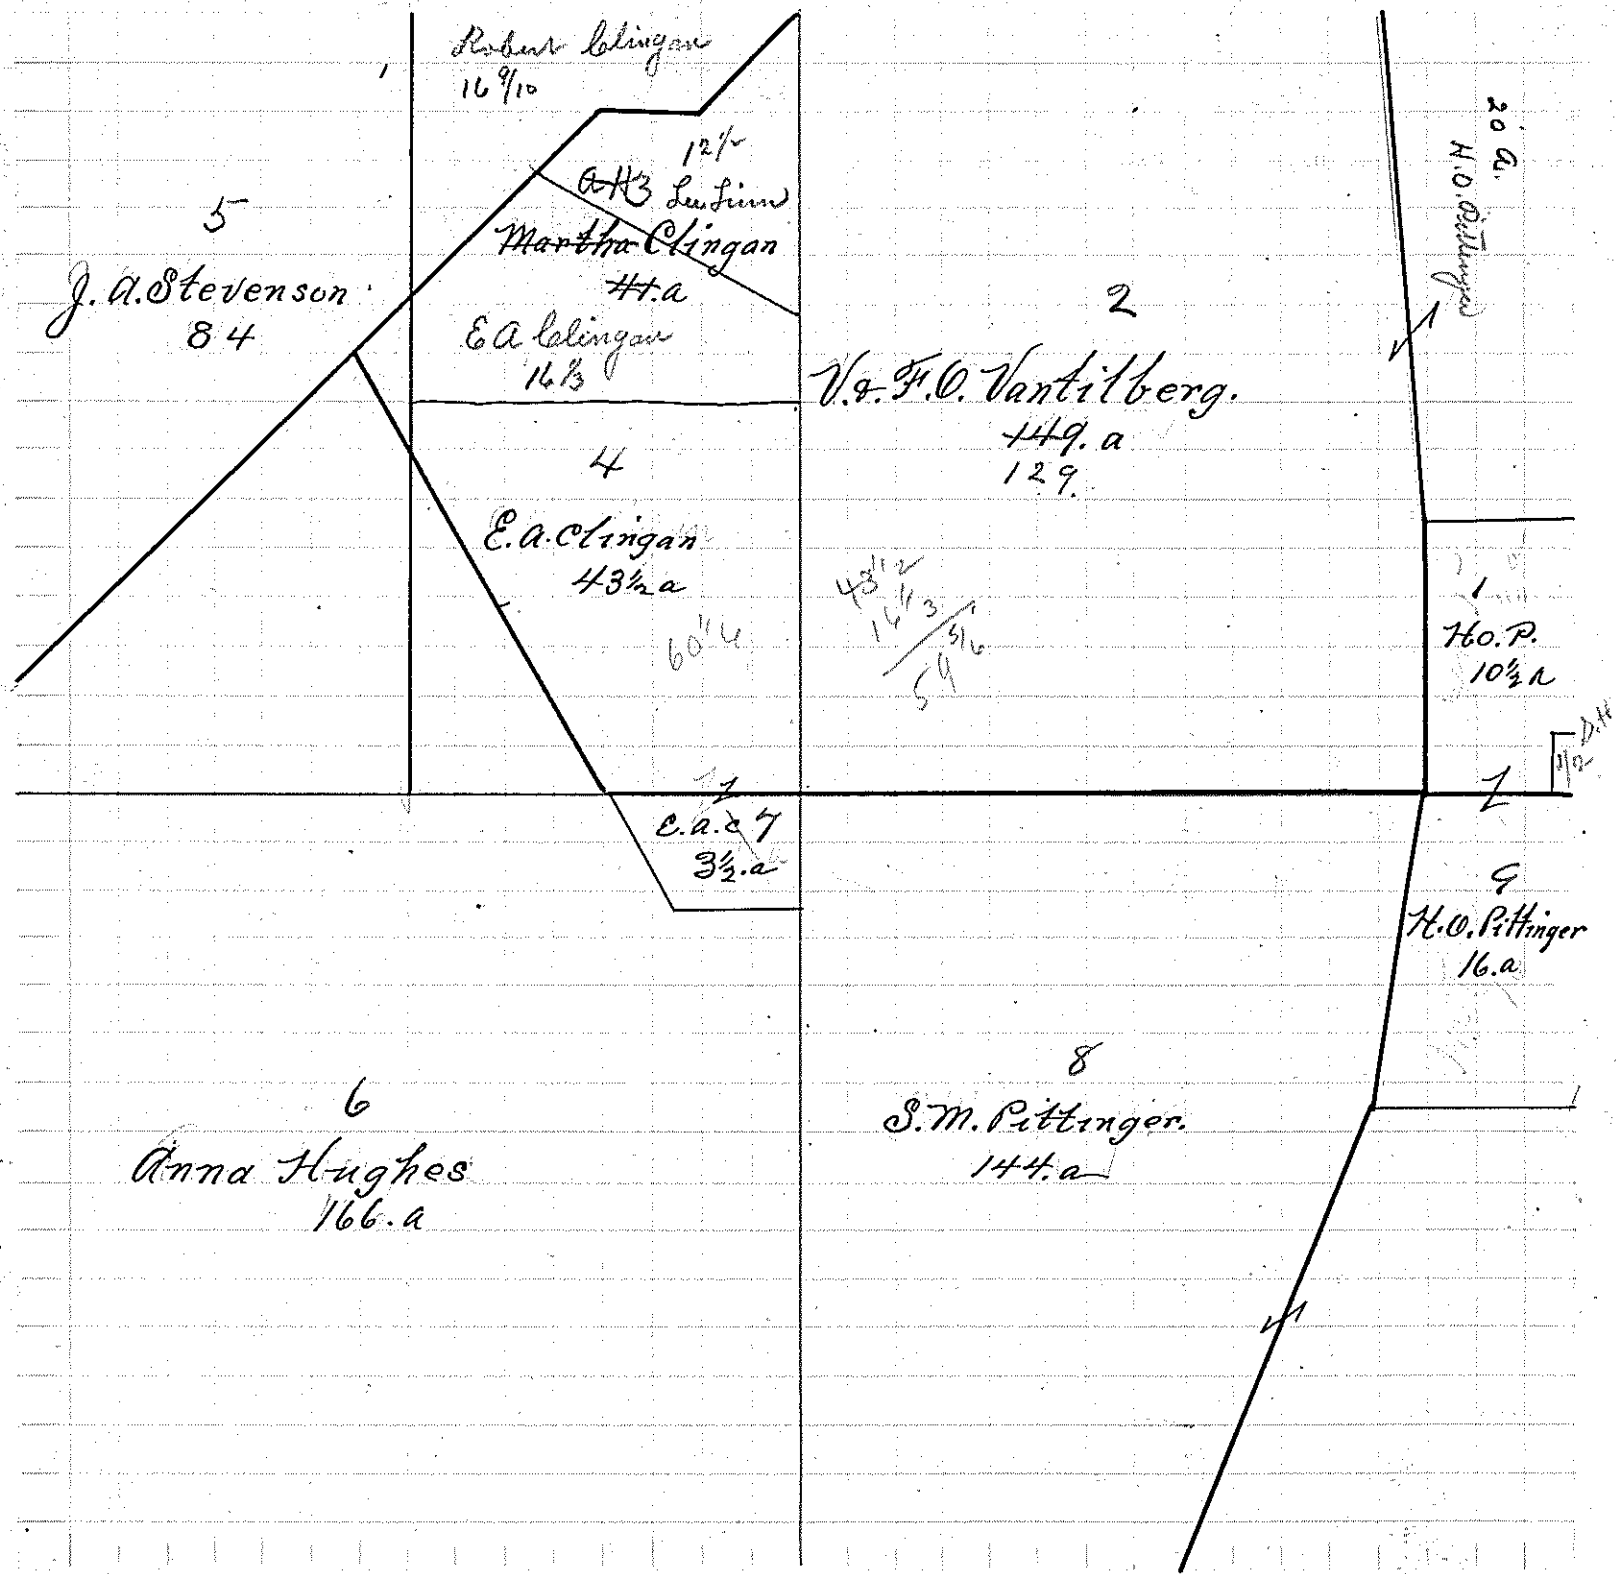 Robert Clingan
16 9/10
12 1/2
3
Martha Clingan
41.a
E A Clingan
16 1/3
5
J. A. Stevenson
84
2
V. & F. O. Vantilberg.
149. a
129.
20 a.
H. O. Pittinger
4
E. A. Clingan
43 1/2 a
60 1/4
43 1/2
16 1/3
59 5/6
1
H.O.P.
10 1/2 a
D.H
1/2
E.A.C 7
3 1/2.a
9
H. O. Pittinger
16.a
6
Anna Hughes
166.a
8
S. M. Pittinger.
144.a